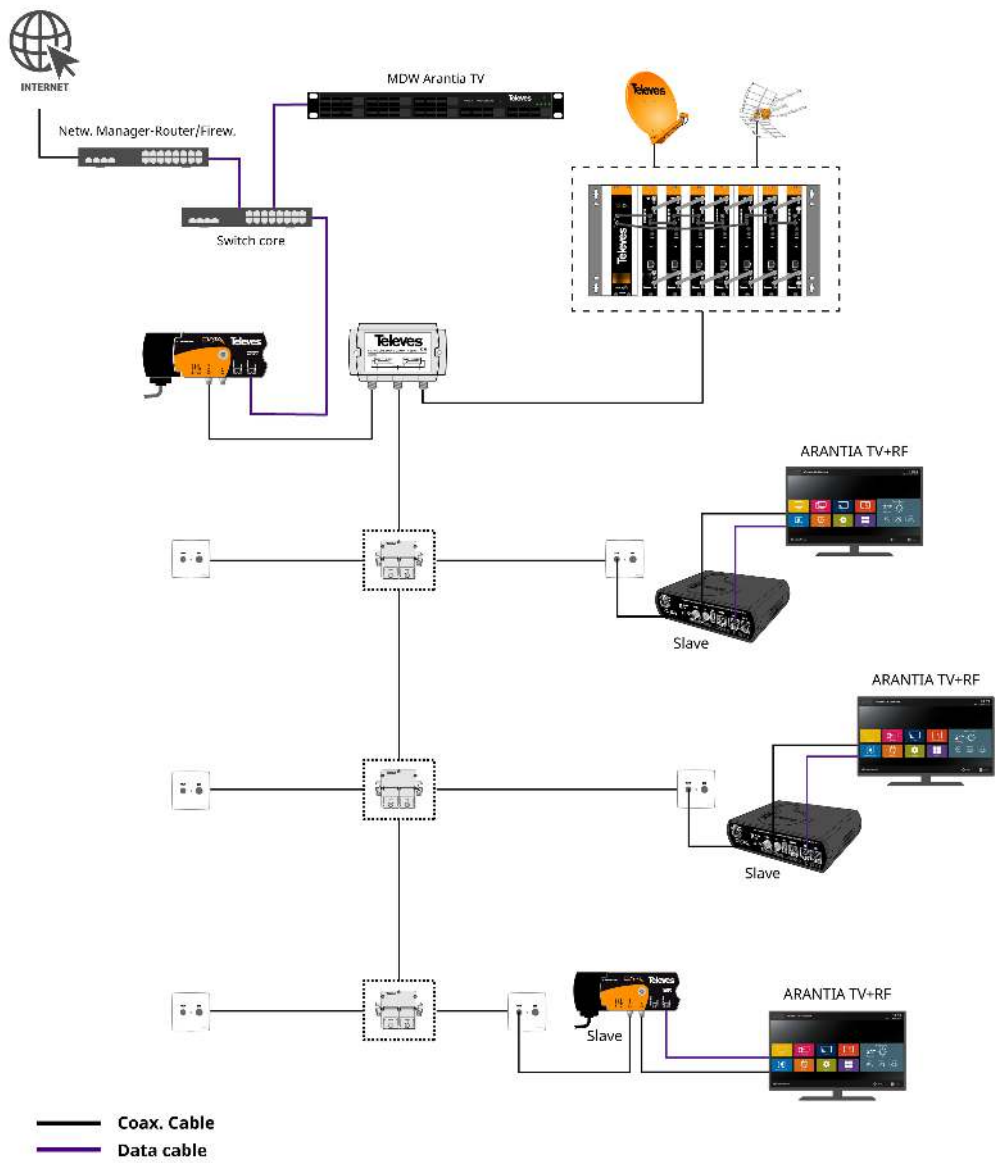 INTERNET
MDW Arantia TV
Televes
Televes
Netw. Manager-Router/Firew.
Switch core
Televes
Televes
Televes
ARANTIA TV+RF
Slave
ARANTIA TV+RF
Slave
Televes
ARANTIA TV+RF
Slave
Coax. Cable
Data cable